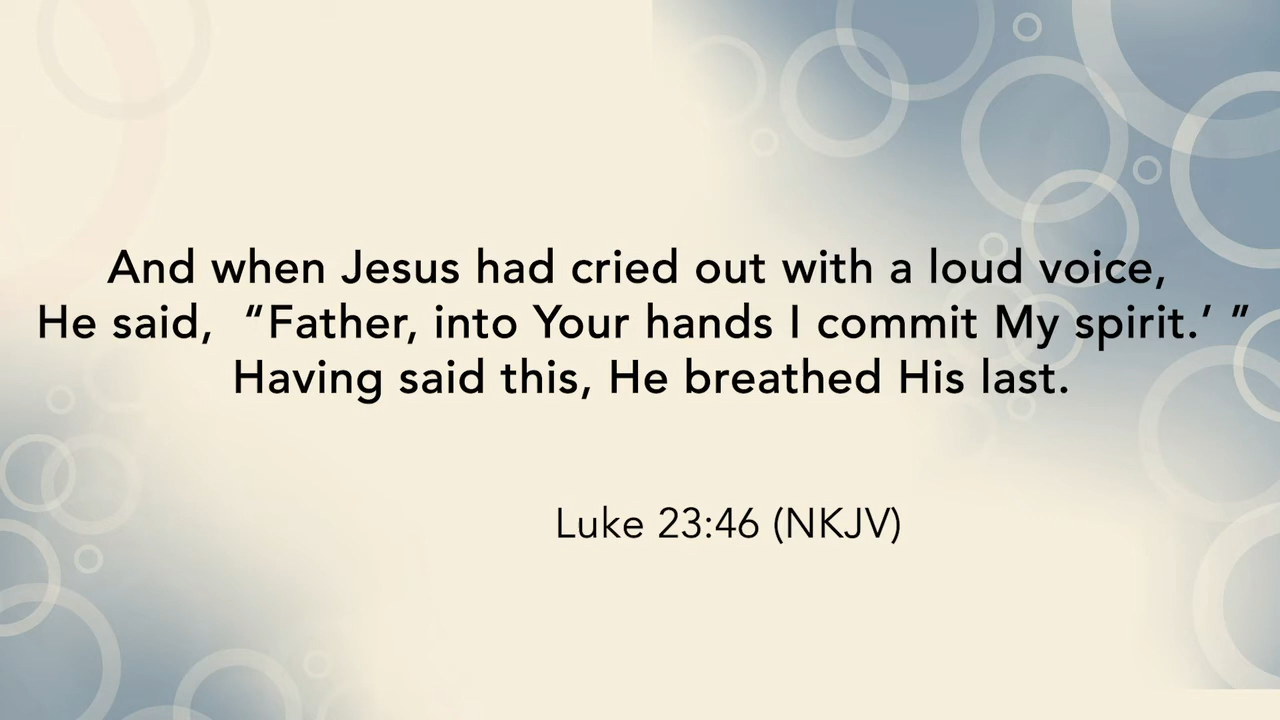 And when Jesus had cried out with a loud voice,
He said,  “Father, into Your hands I commit My spirit.’ ”
Having said this, He breathed His last.
Luke 23:46 (NKJV)